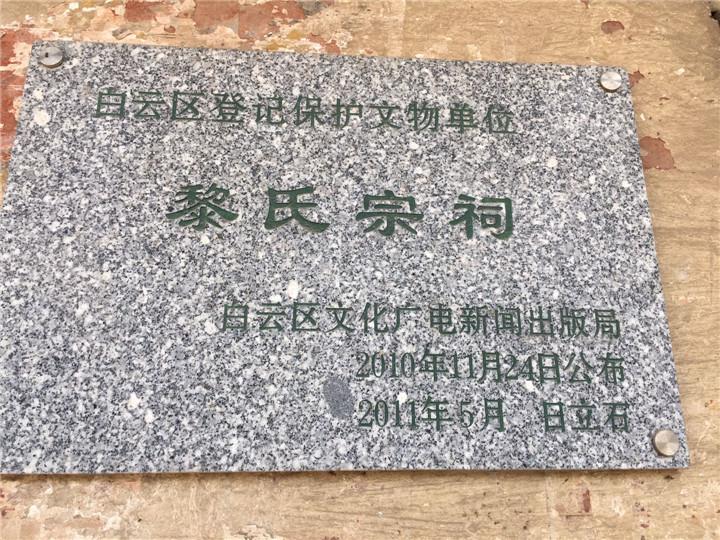 白云区登记保护文物单位
黎氏宗祠
白云区文化广电新闻出版局
2010年11月24日公布
2011年5月 日立石